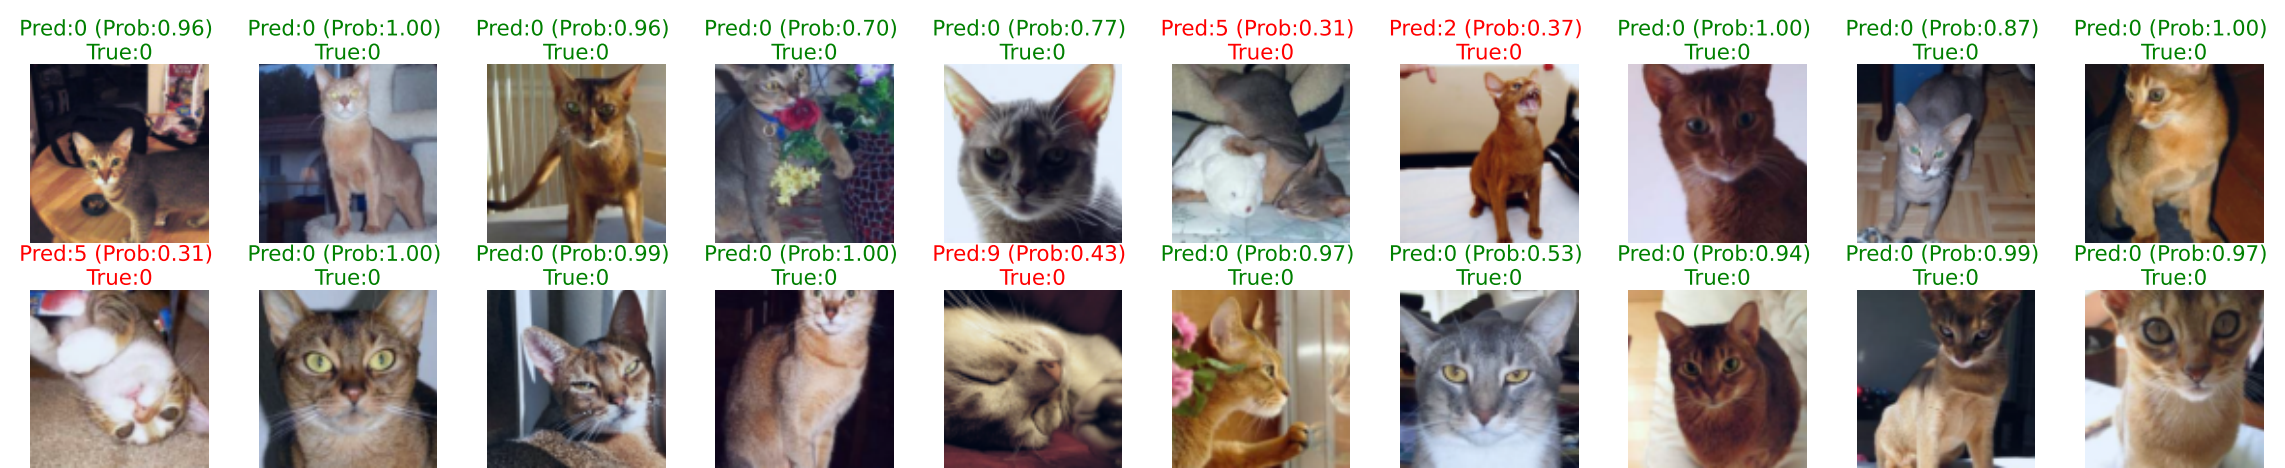 Pred:0 (Prob:0.96)
True:0
Pred:0 (Prob:1.00)
True:0
Pred:0 (Prob:0.96)
True:0
Pred:0 (Prob:0.70)
True:0
Pred:0 (Prob:0.77)
True:0
Pred:5 (Prob:0.31)
True:0
Pred:2 (Prob:0.37)
True:0
Pred:0 (Prob:1.00)
True:0
Pred:0 (Prob:0.87)
True:0
Pred:0 (Prob:1.00)
True:0
Pred:5 (Prob:0.31)
True:0
Pred:0 (Prob:1.00)
True:0
Pred:0 (Prob:0.99)
True:0
Pred:0 (Prob:1.00)
True:0
Pred:9 (Prob:0.43)
True:0
Pred:0 (Prob:0.97)
True:0
Pred:0 (Prob:0.53)
True:0
Pred:0 (Prob:0.94)
True:0
Pred:0 (Prob:0.99)
True:0
Pred:0 (Prob:0.97)
True:0